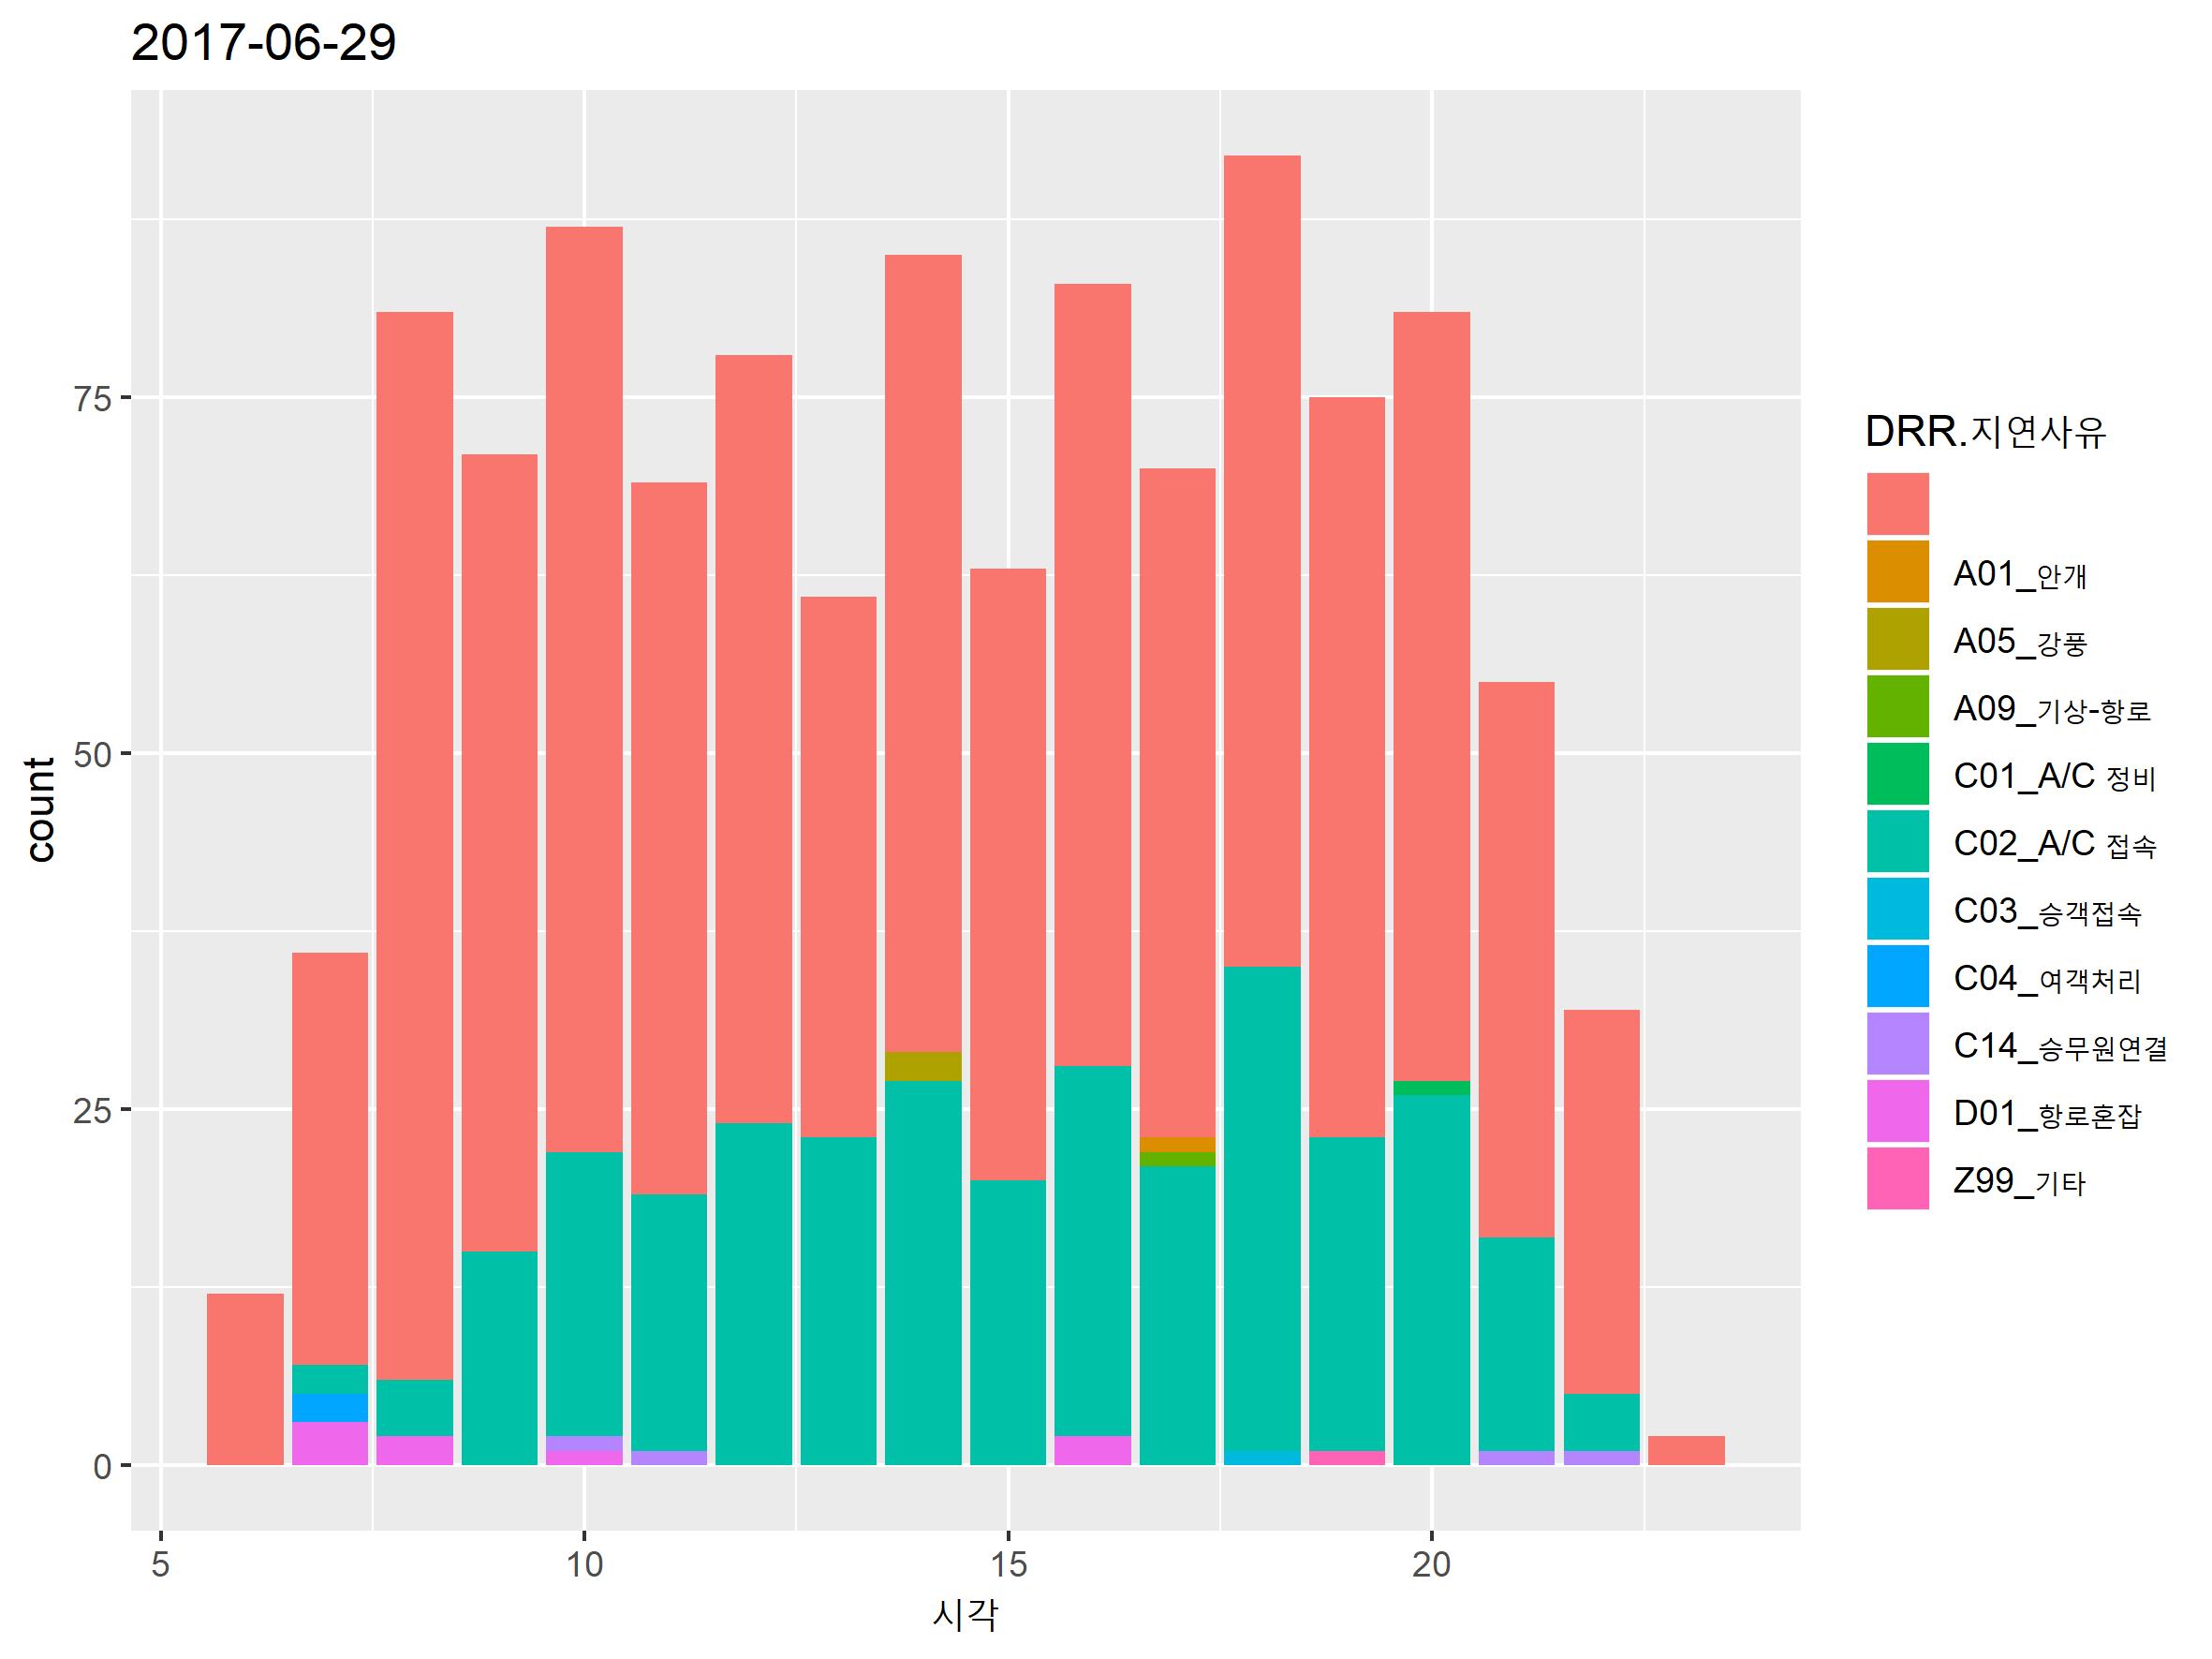 2017-06-29
count
75
50
25
0
5 10 15 20
시각
DRR.지연사유
A01_안개
A05_강풍
A09_기상-항로
C01_A/C 정비
C02_A/C 접속
C03_승객접속
C04_여객처리
C14_승무원연결
D01_항로혼잡
Z99_기타